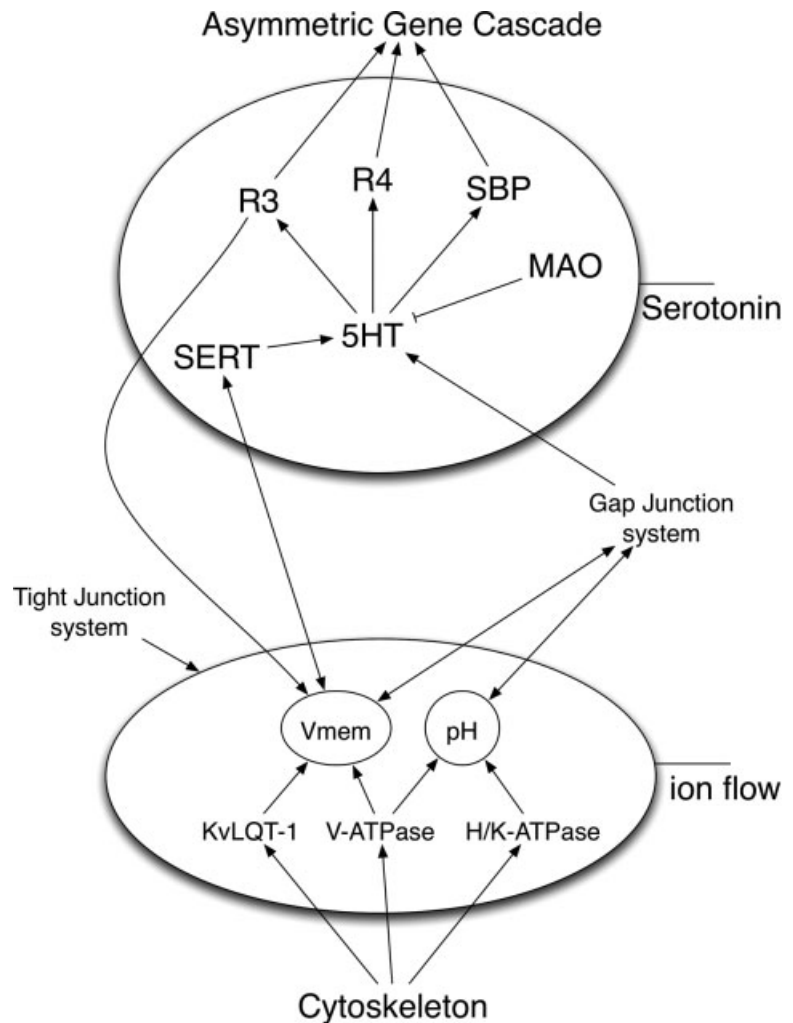 Asymmetric Gene Cascade
R4
SBP
R3
MAO
Serotonin
5HT
SERT
Gap Junction
system
Tight Junction
system
Vmem
pH
ion flow
KvLQT-1
V-ATPase
H/K-ATPase
Cytoskeleton